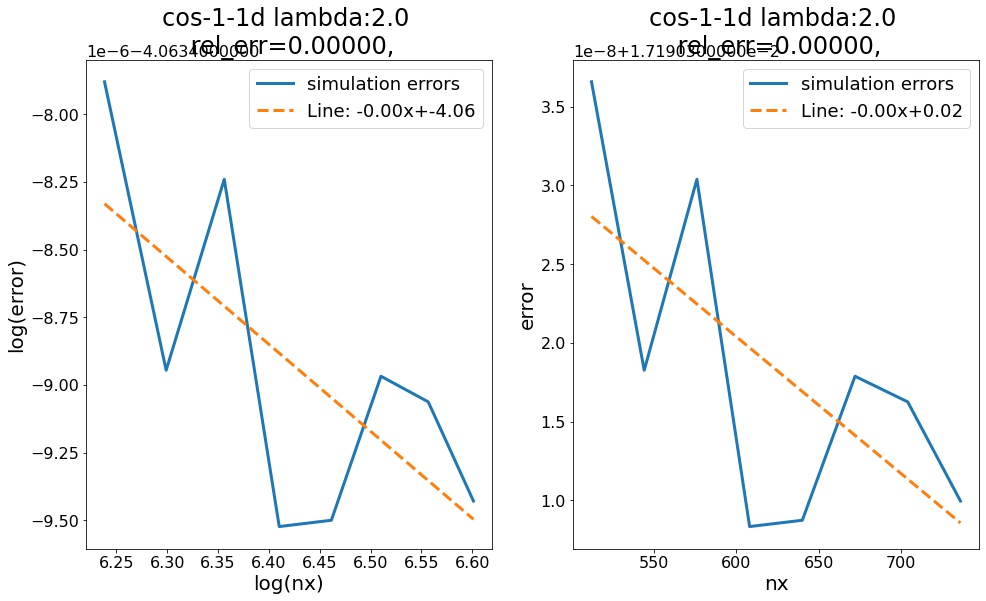 cos-1-1d lambda:2.0
rel_err=0.00000,
1e−6−4.0634000000
simulation errors
Line: -0.00x+-4.06
−8.00
−8.25
−8.50
−8.75
−9.00
−9.25
−9.50
log(error)
6.25 6.30 6.35 6.40 6.45 6.50 6.55 6.60
log(nx)
cos-1-1d lambda:2.0
rel_err=0.00000,
1e−8+1.7190300000e−2
simulation errors
Line: -0.00x+0.02
3.5
3.0
2.5
2.0
1.5
1.0
error
550 600 650 700
nx